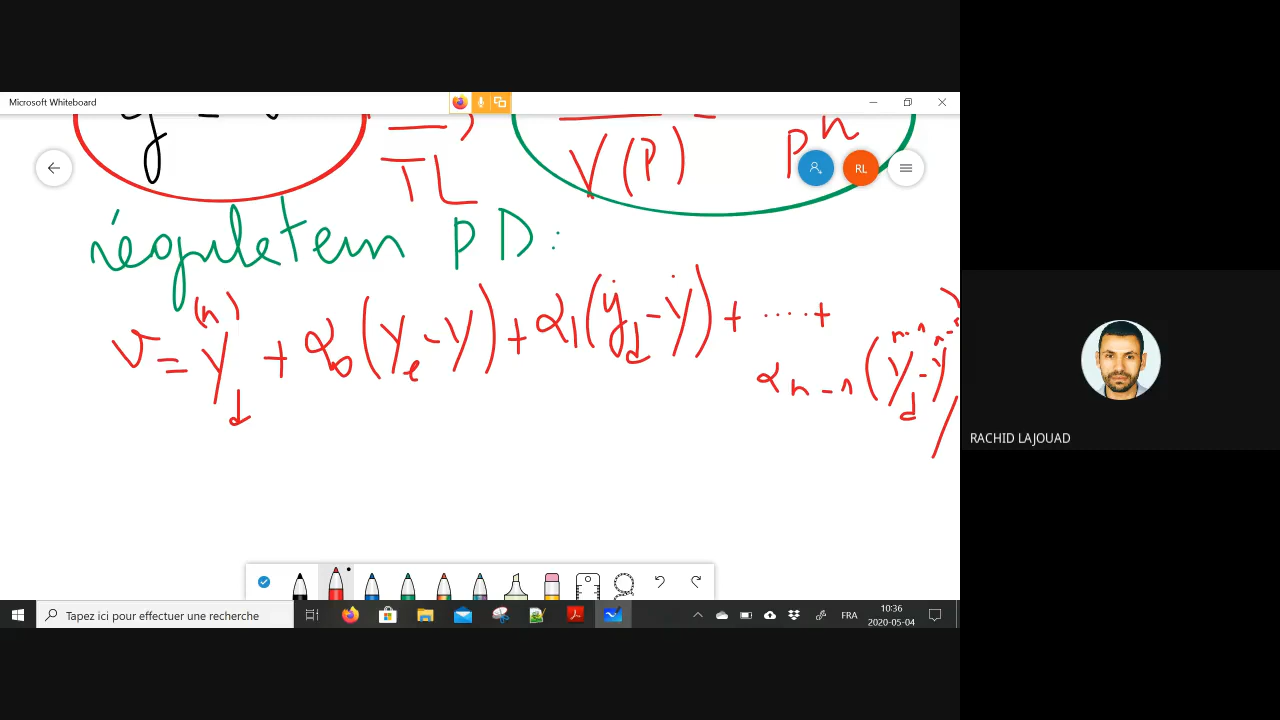 Microsoft Whiteboard
TL
V(P)
Pⁿ
RL
régulateur PD :
v = y_d^(n) + α₀(y_e - y) + α₁(ẏ_d - ẏ) + ..... +
α_{n-1}(y_d^{n-1} - y^{n-1})
RACHID LAJOUAD
Tapez ici pour effectuer une recherche
FRA
10:36
2020-05-04